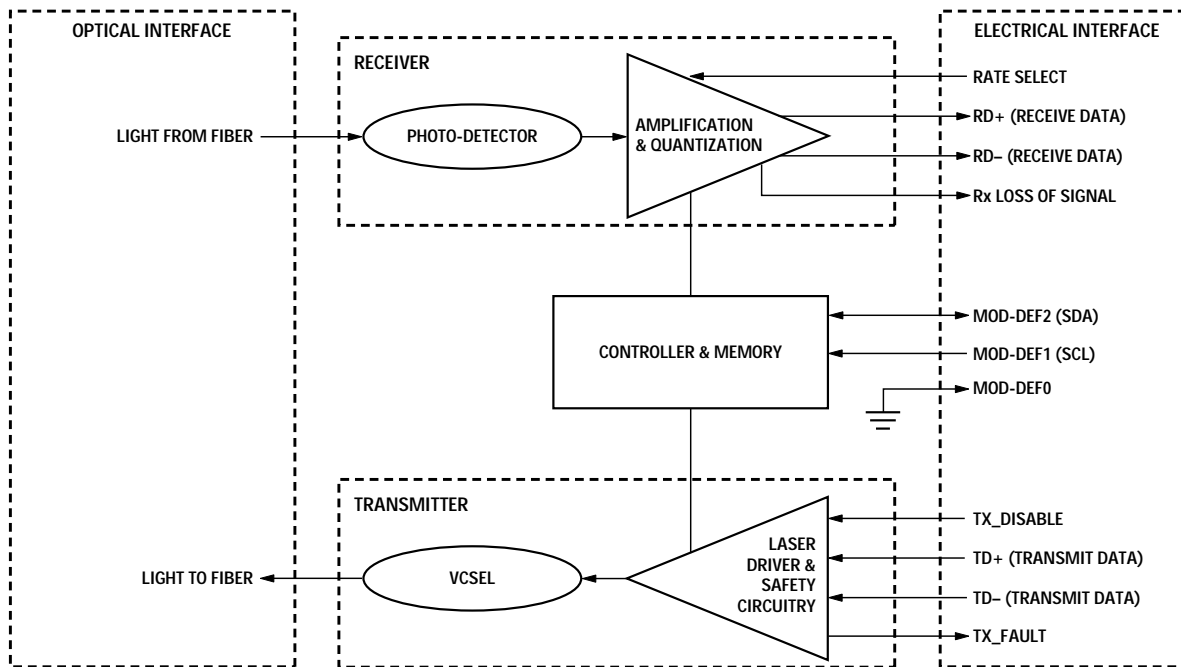 OPTICAL INTERFACE
ELECTRICAL INTERFACE
RECEIVER
RATE SELECT
LIGHT FROM FIBER
PHOTO-DETECTOR
AMPLIFICATION
& QUANTIZATION
RD+ (RECEIVE DATA)
RD– (RECEIVE DATA)
Rx LOSS OF SIGNAL
CONTROLLER & MEMORY
MOD-DEF2 (SDA)
MOD-DEF1 (SCL)
MOD-DEF0
TRANSMITTER
LIGHT TO FIBER
VCSEL
LASER
DRIVER &
SAFETY
CIRCUITRY
TX_DISABLE
TD+ (TRANSMIT DATA)
TD– (TRANSMIT DATA)
TX_FAULT